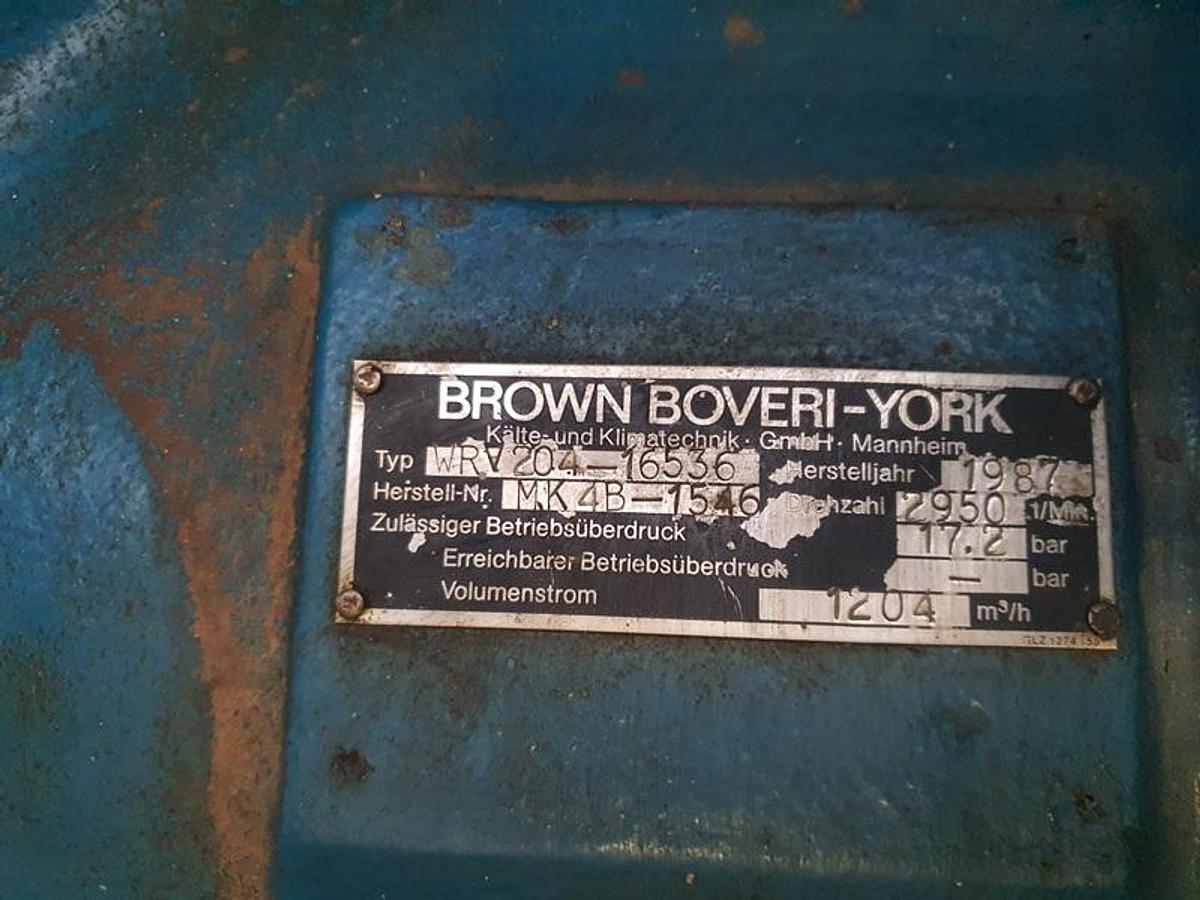 BROWN BOVERI-YORK
Kälte- und Klimatechnik · GmbH · Mannheim
Typ WRV204-16536 Herstelljahr 1987
Herstell-Nr. MK4B-1546 Drehzahl 2950 1/Min.
Zulässiger Betriebsüberdruck 17.2 bar
Erreichbarer Betriebsüberdruck - bar
Volumenstrom 1204 m³/h